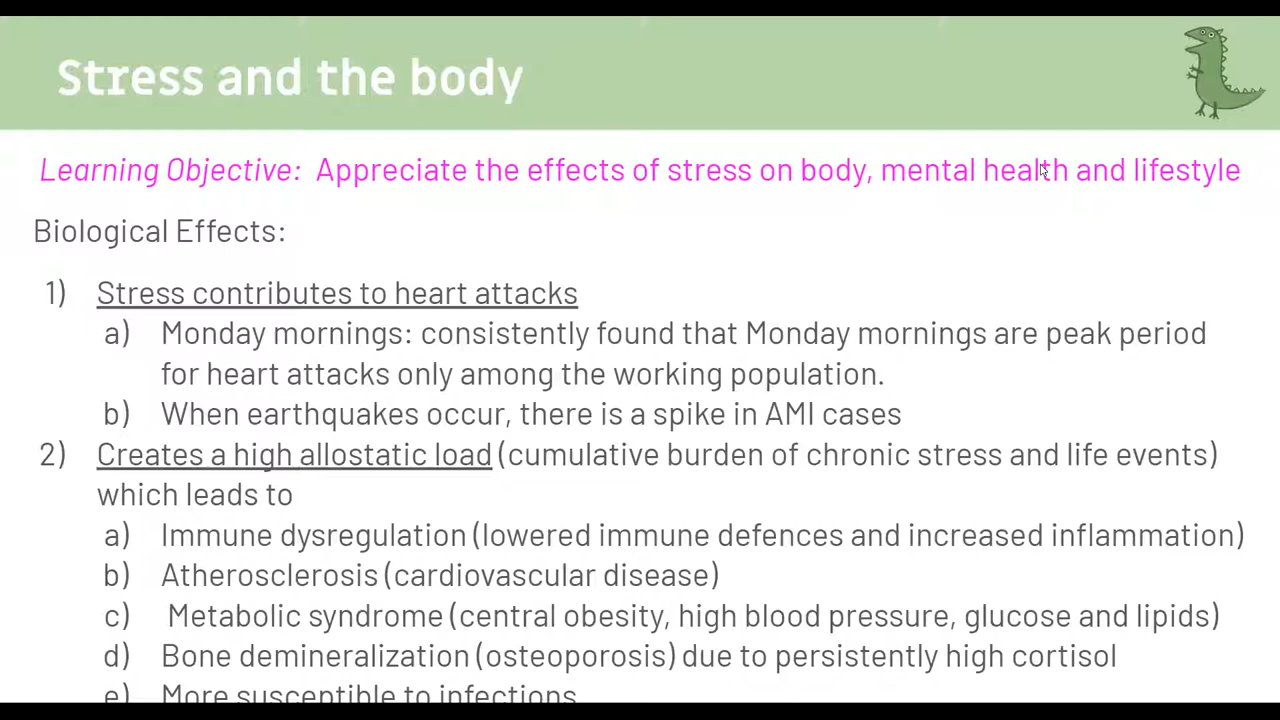 Stress and the body
Learning Objective: Appreciate the effects of stress on body, mental health and lifestyle
Biological Effects:
1) Stress contributes to heart attacks
a) Monday mornings: consistently found that Monday mornings are peak period
for heart attacks only among the working population.
b) When earthquakes occur, there is a spike in AMI cases
2) Creates a high allostatic load (cumulative burden of chronic stress and life events)
which leads to
a) Immune dysregulation (lowered immune defences and increased inflammation)
b) Atherosclerosis (cardiovascular disease)
c) Metabolic syndrome (central obesity, high blood pressure, glucose and lipids)
d) Bone demineralization (osteoporosis) due to persistently high cortisol
e) More susceptible to infections